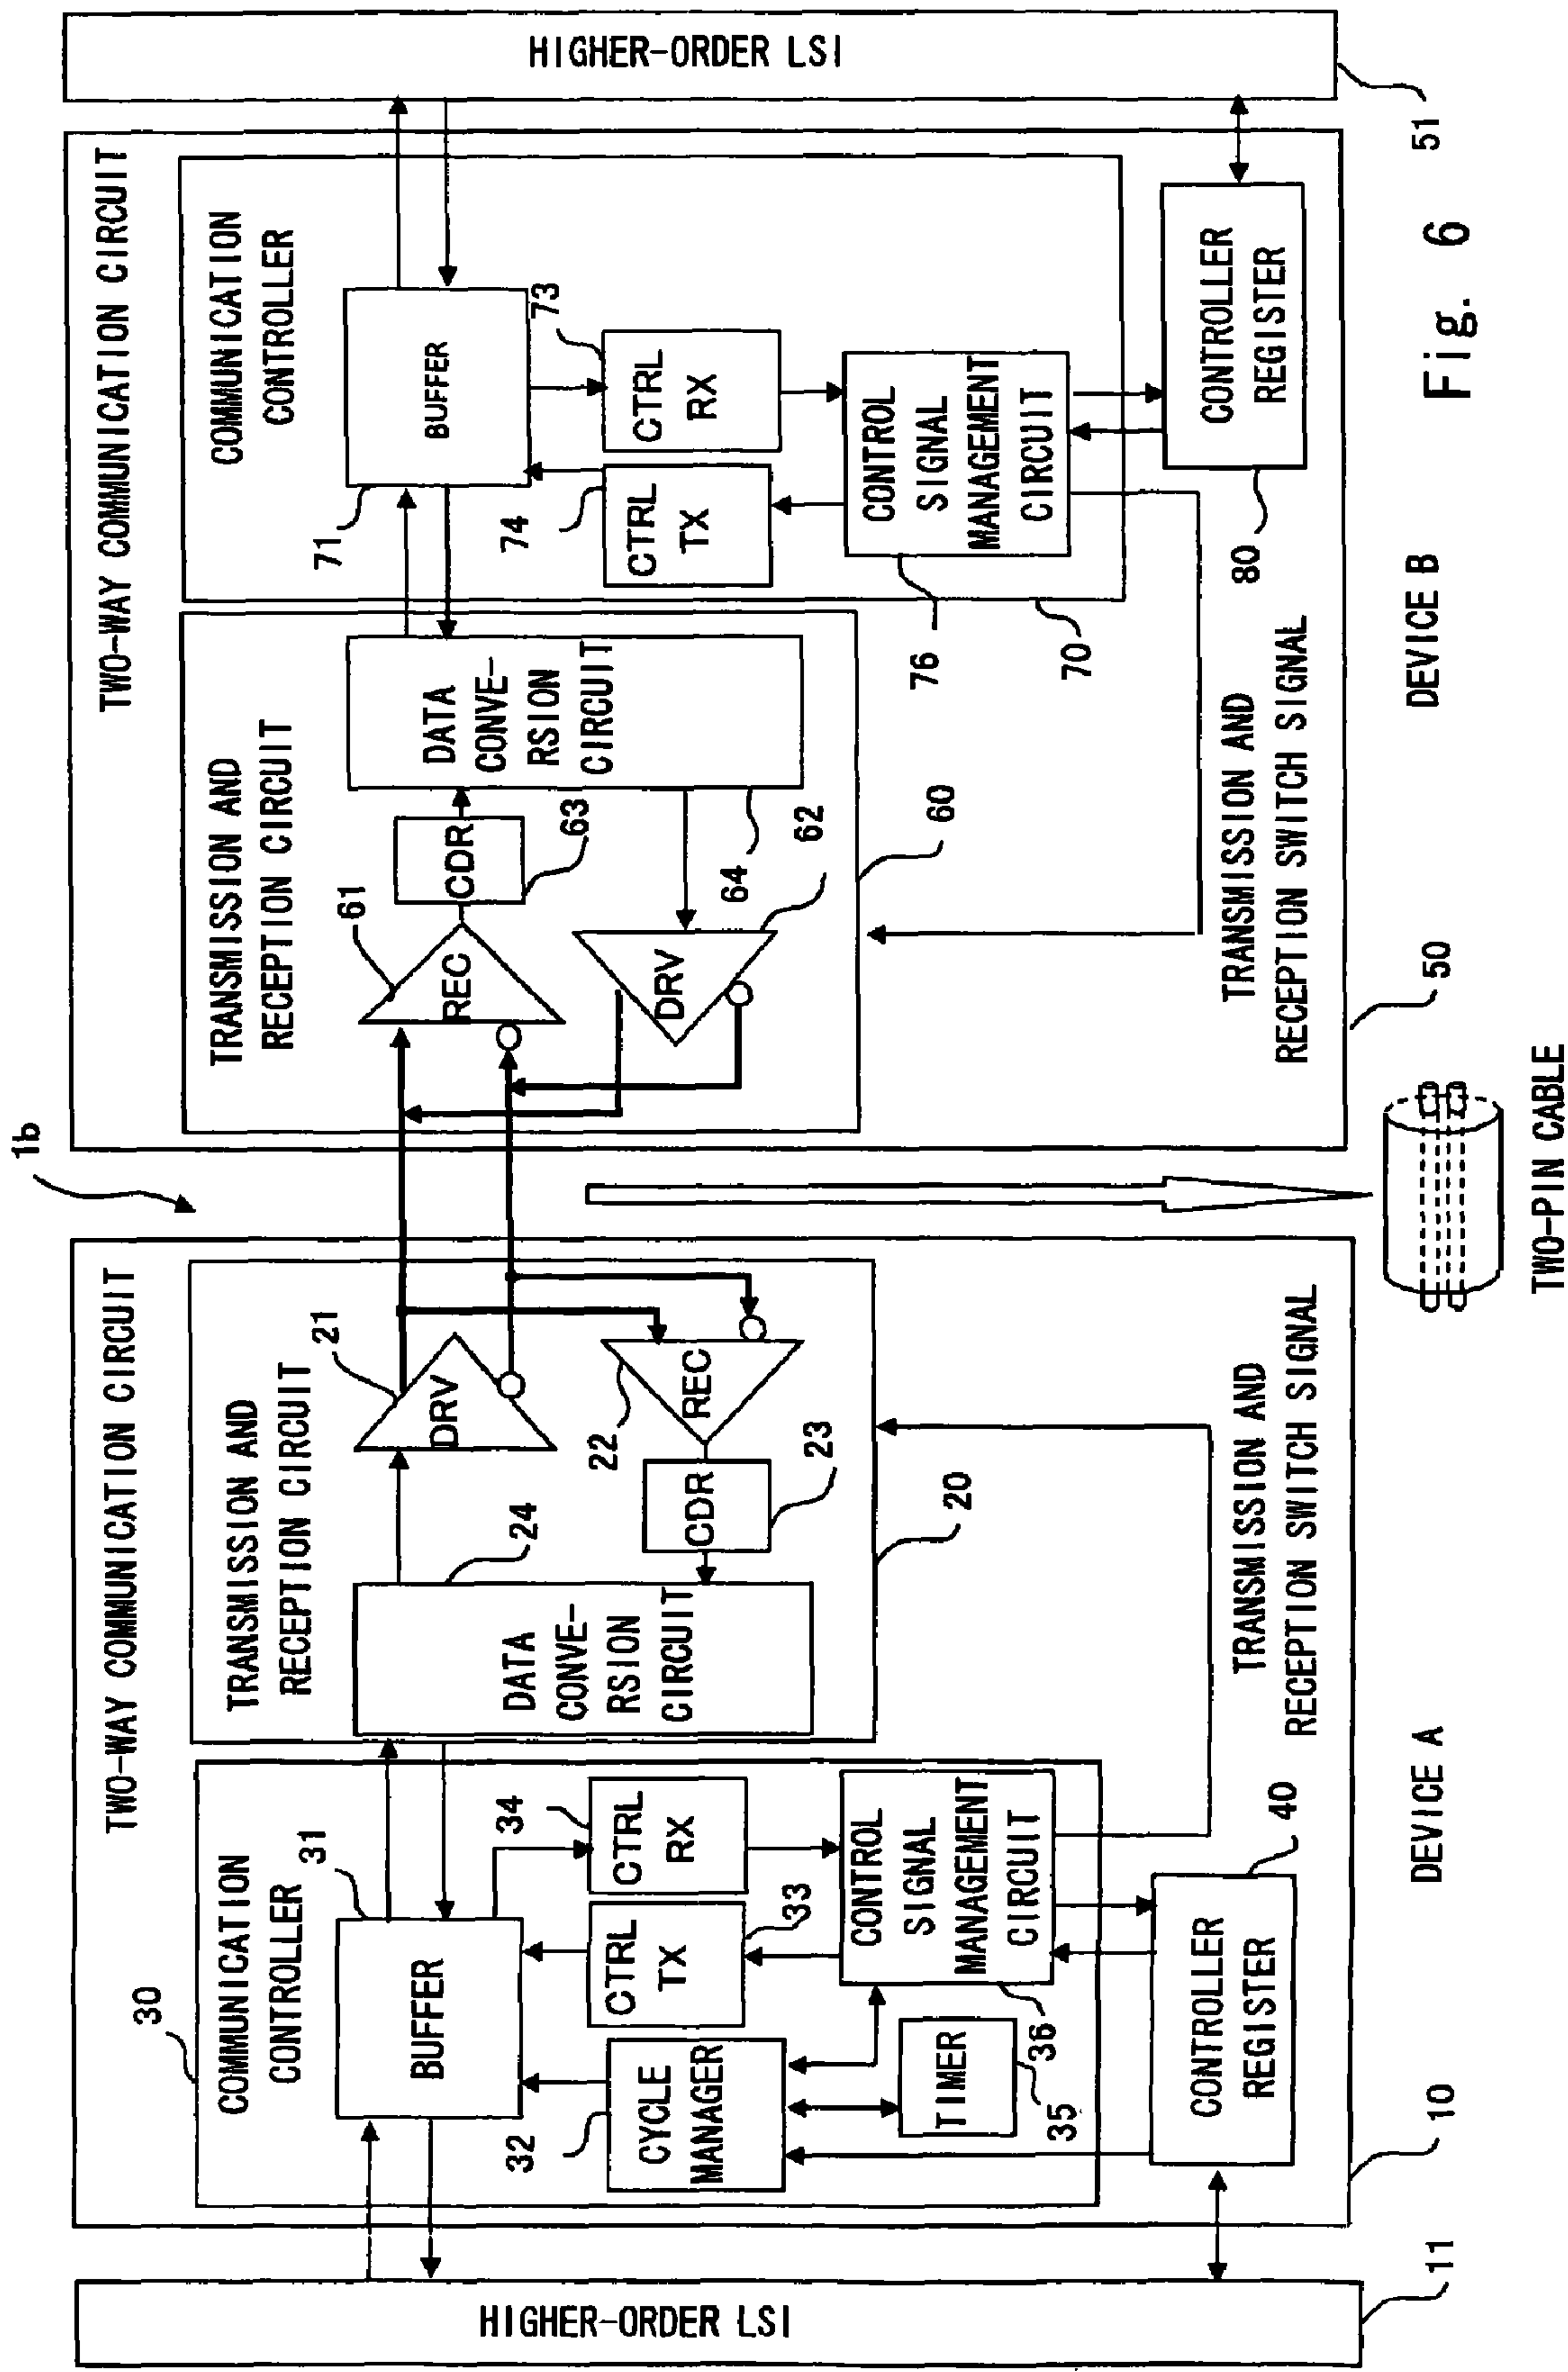 1b
HIGHER-ORDER LSI
11
TWO-WAY COMMUNICATION CIRCUIT
30
COMMUNICATION
CONTROLLER
31
BUFFER
32
CYCLE
MANAGER
CTRL
TX
33
34
CTRL
RX
TIMER
35
CONTROL
SIGNAL
MANAGEMENT
CIRCUIT
36
CONTROLLER
REGISTER
40
10
TRANSMISSION AND
RECEPTION CIRCUIT
DATA
CONVE-
RSION
CIRCUIT
24
DRV
21
REC
22
CDR
23
20
TRANSMISSION AND
RECEPTION SWITCH SIGNAL
DEVICE A
TWO-PIN CABLE
TWO-WAY COMMUNICATION CIRCUIT
TRANSMISSION AND
RECEPTION CIRCUIT
REC
61
CDR
63
DRV
62
DATA
CONVE-
RSION
CIRCUIT
64
60
COMMUNICATION
CONTROLLER
BUFFER
71
CTRL
TX
74
CTRL
RX
73
CONTROL
SIGNAL
MANAGEMENT
CIRCUIT
76
70
CONTROLLER
REGISTER
80
TRANSMISSION AND
RECEPTION SWITCH SIGNAL
50
DEVICE B
HIGHER-ORDER LSI
51
Fig. 6